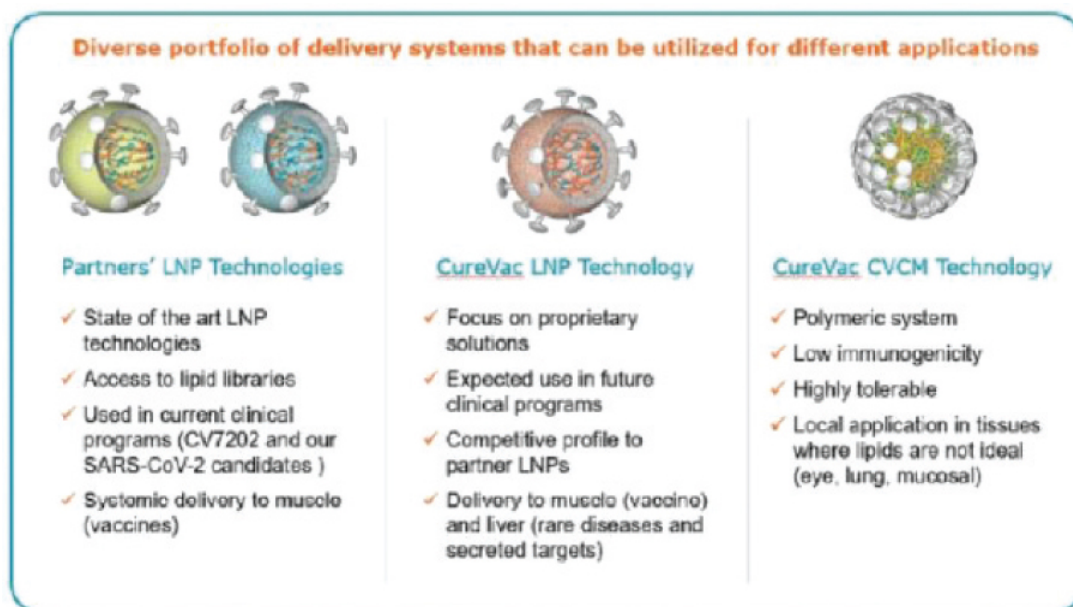 Diverse portfolio of delivery systems that can be utilized for different applications
Partners' LNP Technologies
✓ State of the art LNP
technologies
✓ Access to lipid libraries
✓ Used in current clinical
programs (CV7202 and our
SARS-CoV-2 candidates )
✓ Systemic delivery to muscle
(vaccines)
CureVac LNP Technology
✓ Focus on proprietary
solutions
✓ Expected use in future
clinical programs
✓ Competitive profile to
partner LNPs
✓ Delivery to muscle (vaccine)
and liver (rare diseases and
secreted targets)
CureVac CVCM Technology
✓ Polymeric system
✓ Low immunogenicity
✓ Highly tolerable
✓ Local application in tissues
where lipids are not ideal
(eye, lung, mucosal)